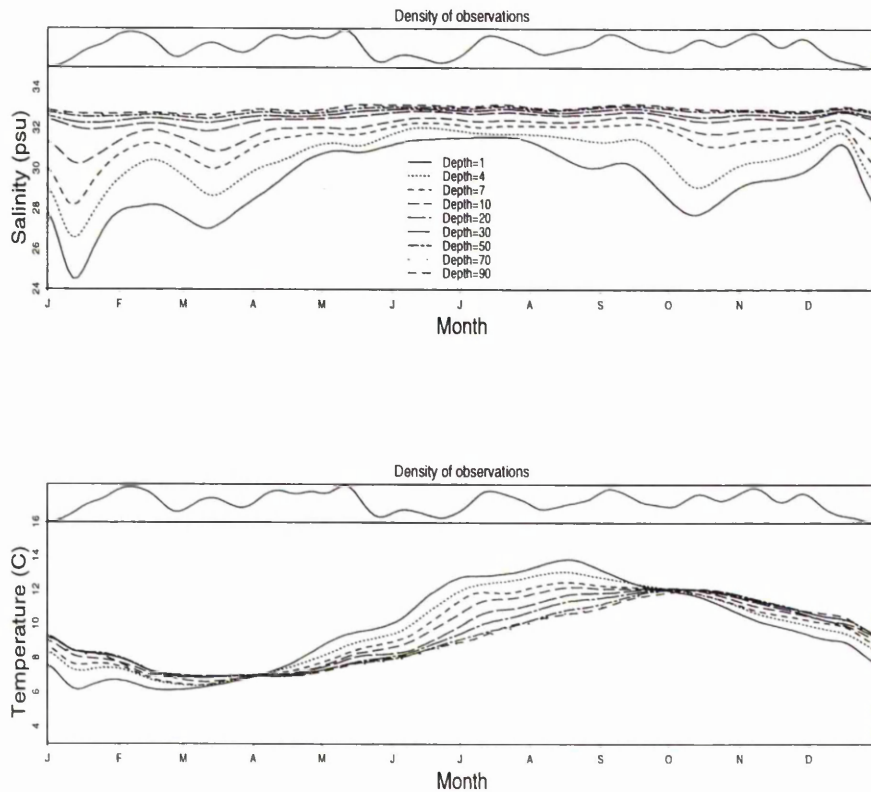 Density of observations
Salinity (psu)
34
32
30
28
26
24
Depth=1
Depth=4
Depth=7
Depth=10
Depth=20
Depth=30
Depth=50
Depth=70
Depth=90
J F M A M J J A S O N D
Month
Density of observations
Temperature (C)
16
14
12
10
8
6
4
J F M A M J J A S O N D
Month